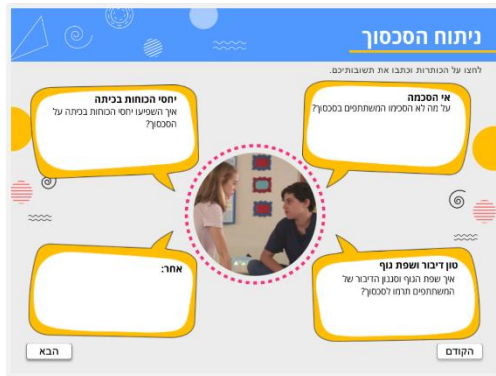 ניתוח הסכסוך
לחצו על הכותרות וכתבו את תשובותיכם.
אי הסכמה
על מה לא הסכימו המשתתפים בסכסוך?
יחסי הכוחות בכיתה
איך השפיעו יחסי הכוחות בכיתה על
הסכסוך?
טון דיבור ושפת גוף
איך שפת הגוף וסגנון הדיבור של
המשתתפים תרמו לסכסוך?
אחר:
הקודם
הבא